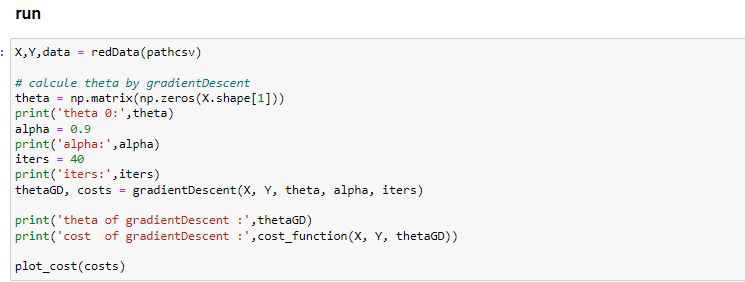 run
: X,Y,data = redData(pathcsv)
# calcule theta by gradientDescent
theta = np.matrix(np.zeros(X.shape[1]))
print('theta 0:',theta)
alpha = 0.9
print('alpha:',alpha)
iters = 40
print('iters:',iters)
thetaGD, costs = gradientDescent(X, Y, theta, alpha, iters)
print('theta of gradientDescent :',thetaGD)
print('cost  of gradientDescent :',cost_function(X, Y, thetaGD))
plot_cost(costs)